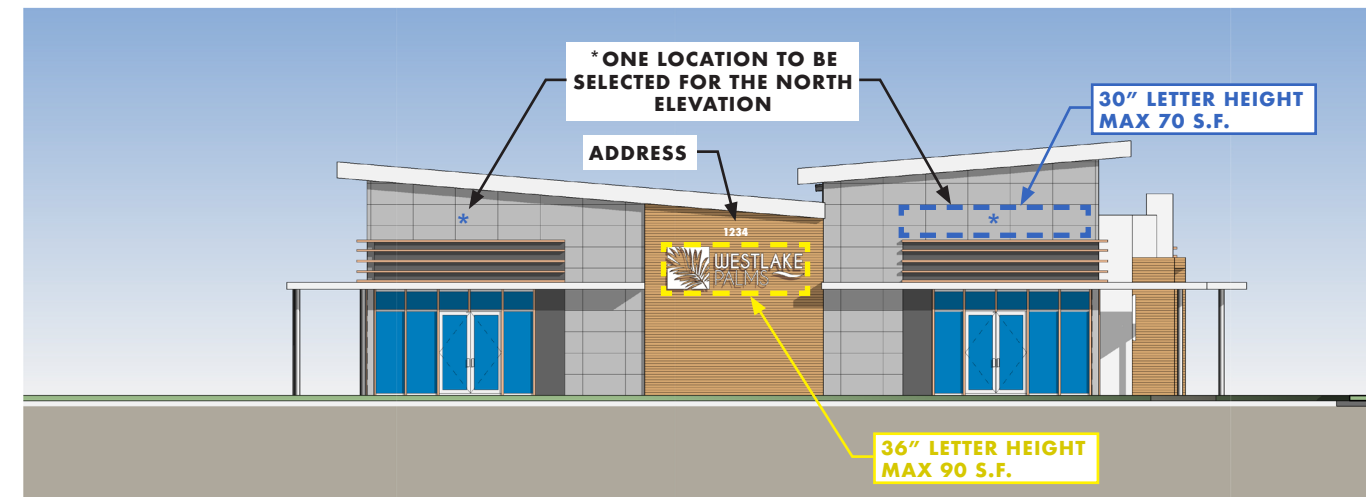 *ONE LOCATION TO BE
SELECTED FOR THE NORTH
ELEVATION
30” LETTER HEIGHT
MAX 70 S.F.
ADDRESS
*
*
1234
WESTLAKE
PALMS
36” LETTER HEIGHT
MAX 90 S.F.